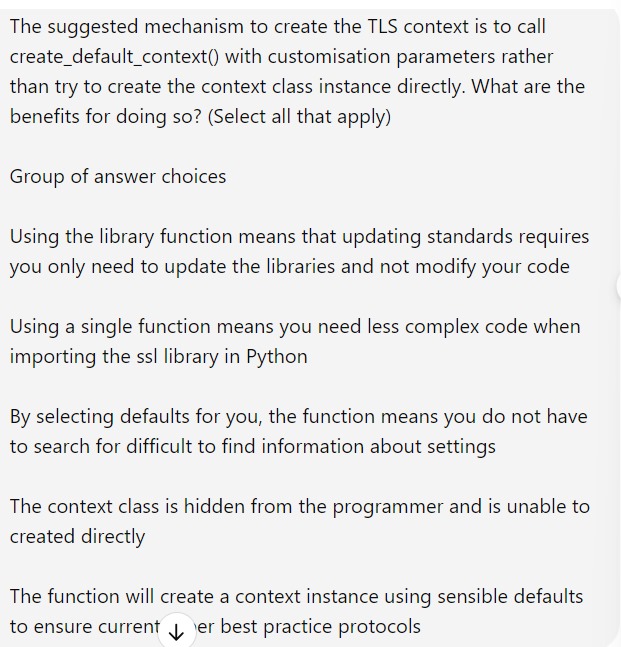 The suggested mechanism to create the TLS context is to call
create_default_context() with customisation parameters rather
than try to create the context class instance directly. What are the
benefits for doing so? (Select all that apply)
Group of answer choices
Using the library function means that updating standards requires
you only need to update the libraries and not modify your code
Using a single function means you need less complex code when
importing the ssl library in Python
By selecting defaults for you, the function means you do not have
to search for difficult to find information about settings
The context class is hidden from the programmer and is unable to
created directly
The function will create a context instance using sensible defaults
to ensure current best practice protocols